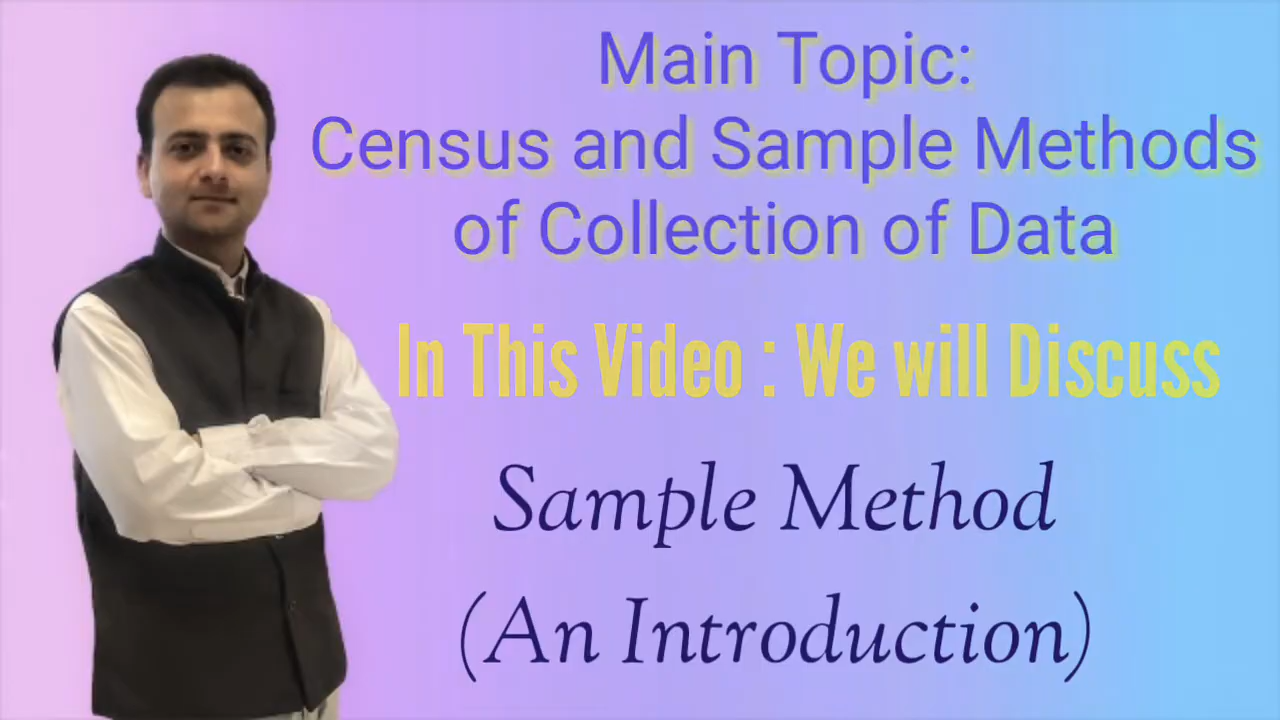 Main Topic:
Census and Sample Methods
of Collection of Data
In This Video : We will Discuss
Sample Method
(An Introduction)